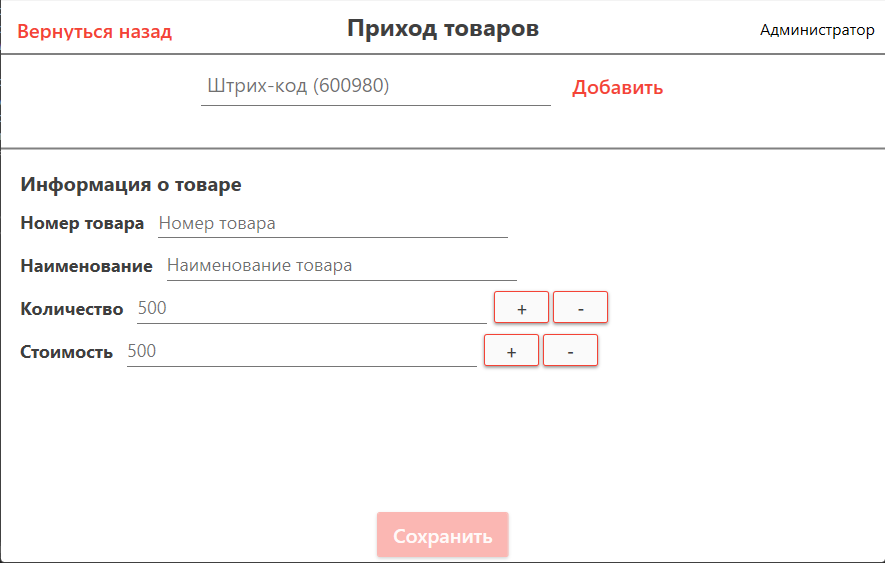 Вернуться назад Приход товаров Администратор
Штрих-код (600980) Добавить
Информация о товаре
Номер товара Номер товара
Наименование Наименование товара
Количество 500 + -
Стоимость 500 + -
Сохранить